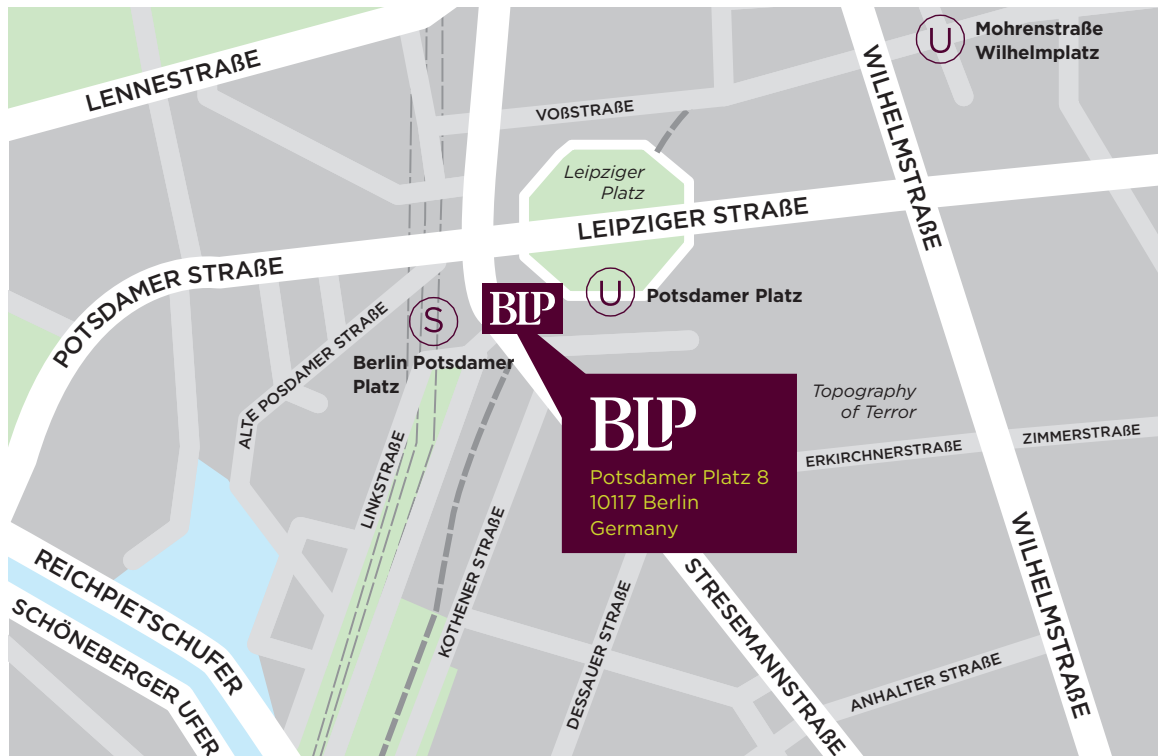 Mohrenstraße
Wilhelmplatz
U
LENNESTRAßE
VOßSTRAßE
WILHELMSTRAßE
Leipziger
Platz
LEIPZIGER STRAßE
POTSDAMER STRAßE
U
Potsdamer Platz
S
BLP
Berlin Potsdamer
Platz
ALTE POSDAMER STRAßE
BLP
Potsdamer Platz 8
10117 Berlin
Germany
Topography
of Terror
ERKIRCHNERSTRAßE
ZIMMERSTRAßE
LINKSTRAßE
KOTHENER STRAßE
DESSAUER STRAßE
STRESEMANNSTRAßE
WILHELMSTRAßE
ANHALTER STRAßE
REICHPIETSCHUFER
SCHÖNEBERGER UFER